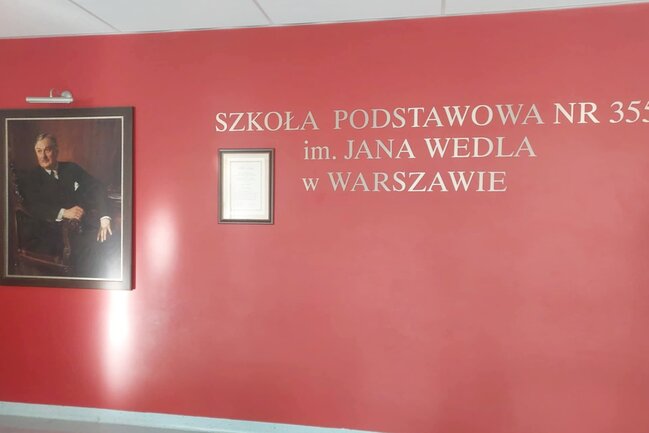 SZKOŁA PODSTAWOWA NR 355
im. JANA WEDLA
w WARSZAWIE